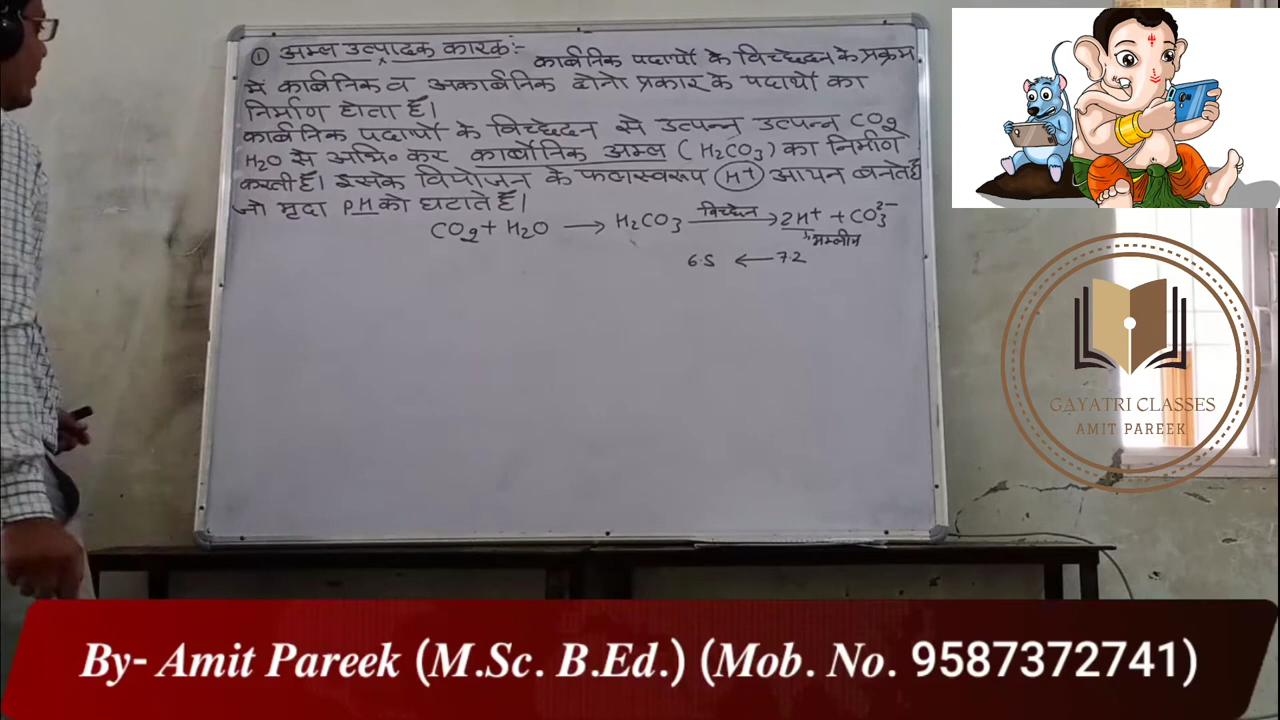 ① अम्ल उत्पादक कारक:- कार्बनिक पदार्थो के विच्छेदन के प्रक्रम
मे कार्बनिक व अकार्बनिक दोनो प्रकार के पदार्थो का
निर्माण होता है।
कार्बनिक पदार्थो के विच्छेदन से उत्पन्न उत्पन्न CO2
H2O से अभि॰ कर कार्बोनिक अम्ल (H2CO3) का निर्माण
करती है। इसके वियोजन के फलस्वरूप H+ आयन बनते है
जो मृदा PH को घटाते है।
CO2 + H2O → H2CO3 विच्छेदन → 2H+ + CO3 2-
अम्लीय
6.5 ← 7.2
GAYATRI CLASSES
AMIT PAREEK
By- Amit Pareek (M.Sc. B.Ed.) (Mob. No. 9587372741)